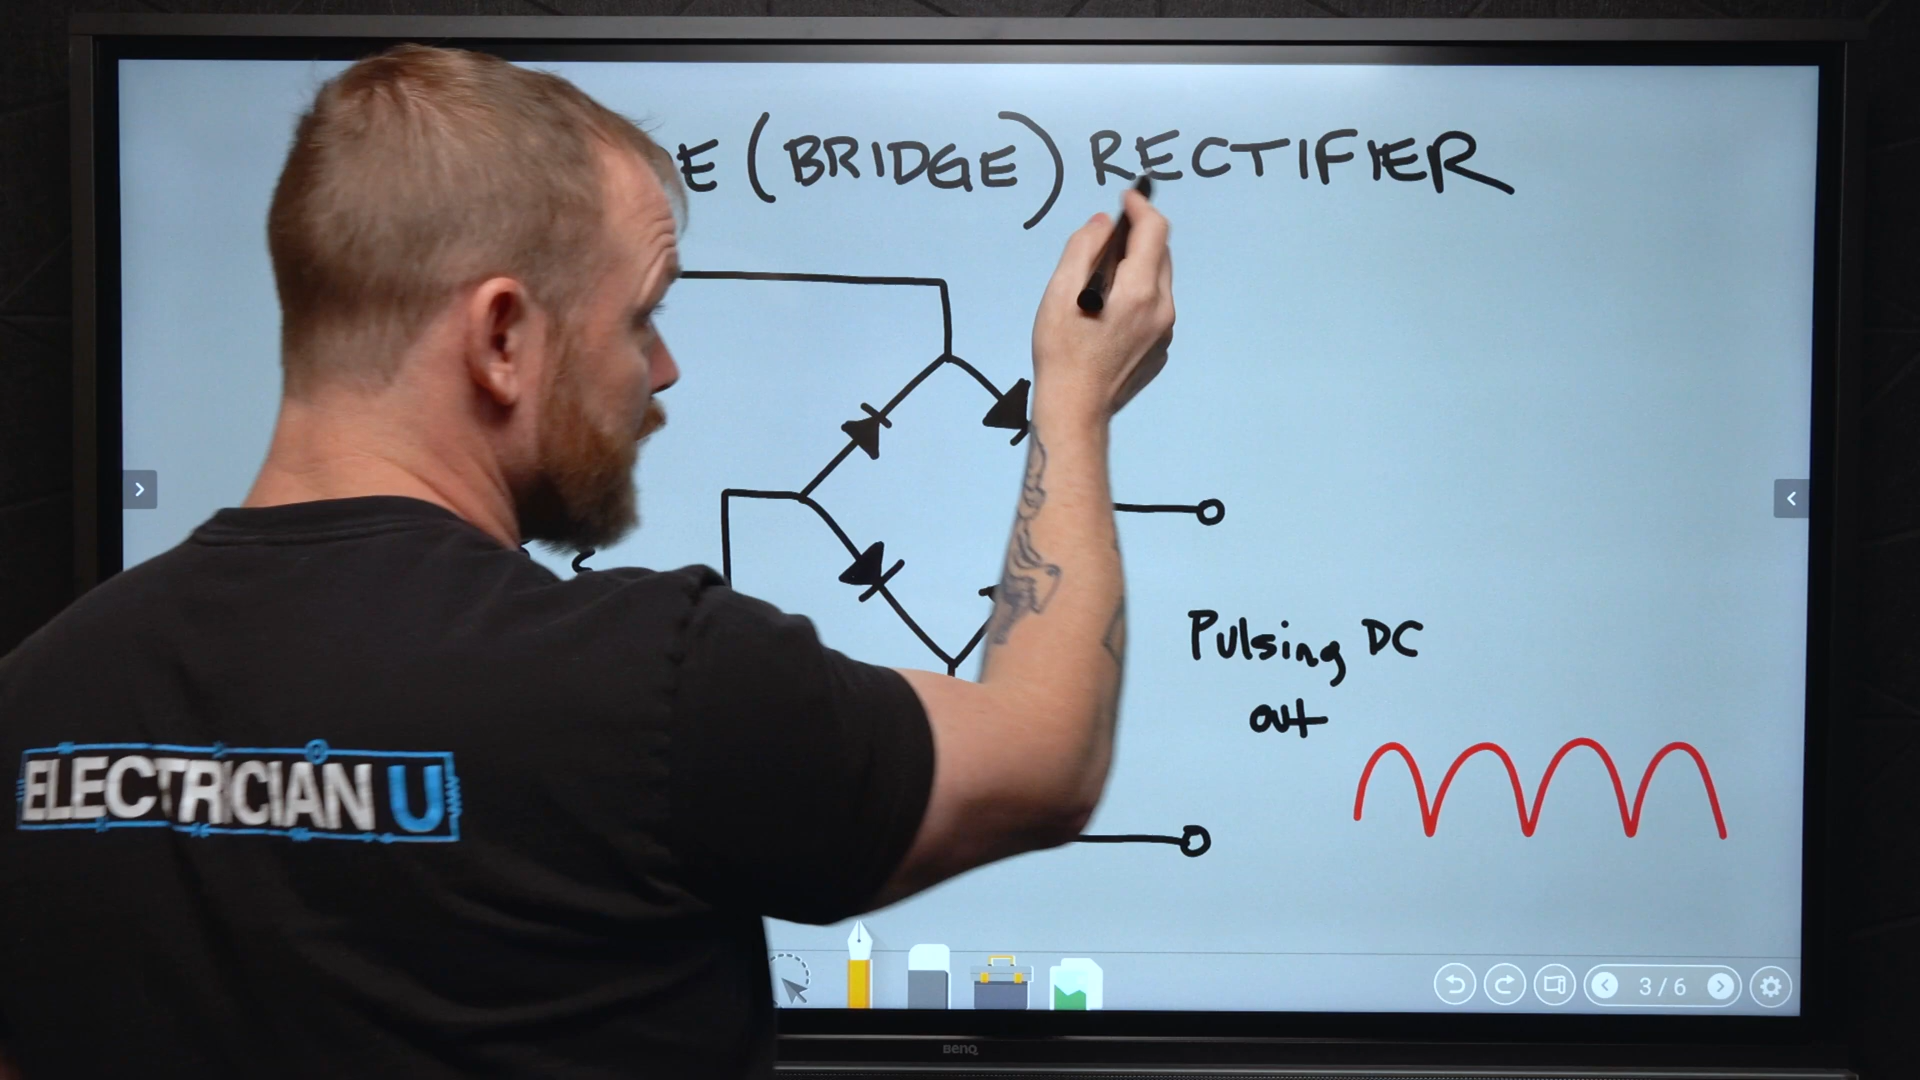 E (BRIDGE) RECTIFIER
Pulsing DC
out
ELECTRICIAN U
3 / 6
BenQ